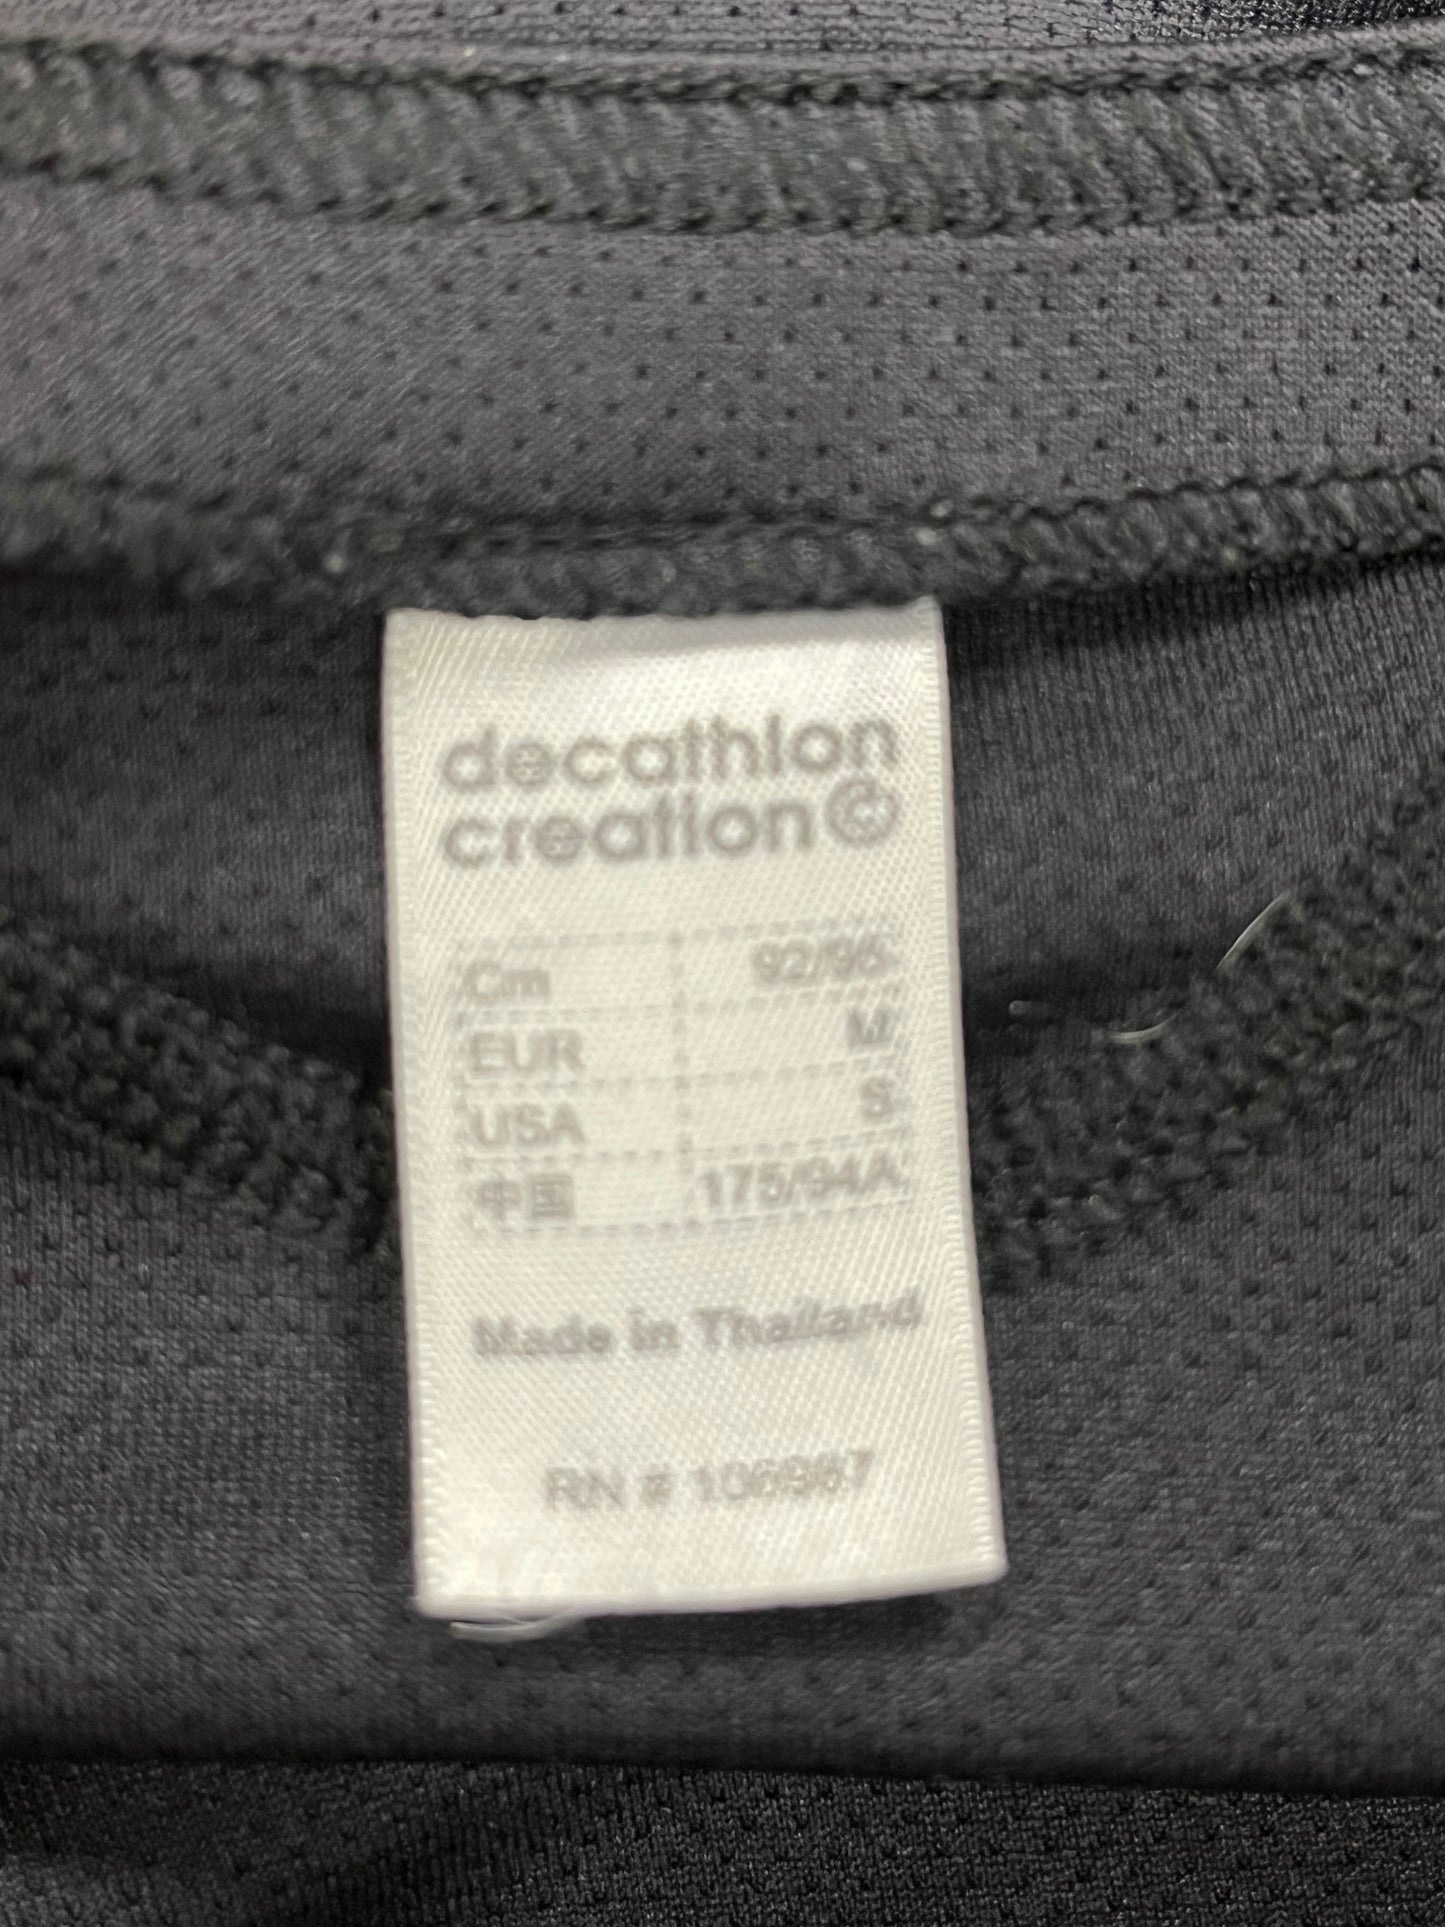 decathlon
creation ©
Cm 92/96
EUR M
USA S
中国 175/94A
Made in Thailand
RN # 106987